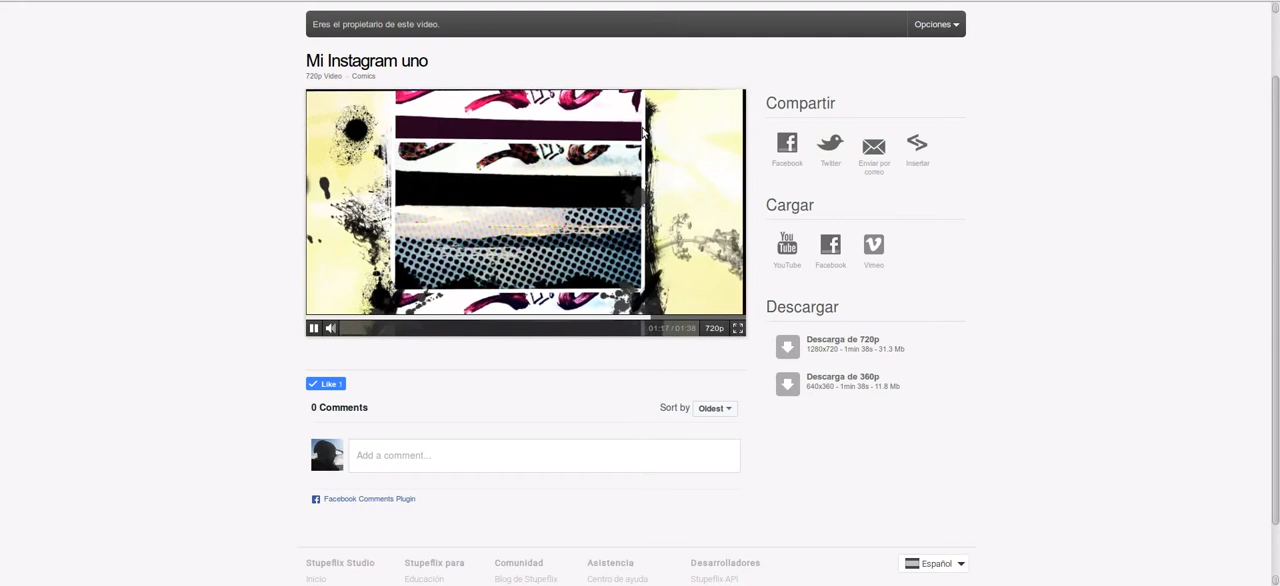 Eres el propietario de este vídeo.
Opciones
Mi Instagram uno
720p Video – Comics
01:17 / 01:38
720p
Compartir
Facebook
Twitter
Enviar por correo
Insertar
Cargar
You Tube
YouTube
Facebook
Vimeo
Descargar
Descarga de 720p
1280x720 - 1min 38s - 31.3 Mb
Descarga de 360p
640x360 - 1min 38s - 11.8 Mb
Like 1
0 Comments
Sort by Oldest
Add a comment...
Facebook Comments Plugin
Stupeflix Studio
Stupeflix para
Comunidad
Asistencia
Desarrolladores
Español
Inicio
Educación
Blog de Stupeflix
Centro de ayuda
Stupeflix API